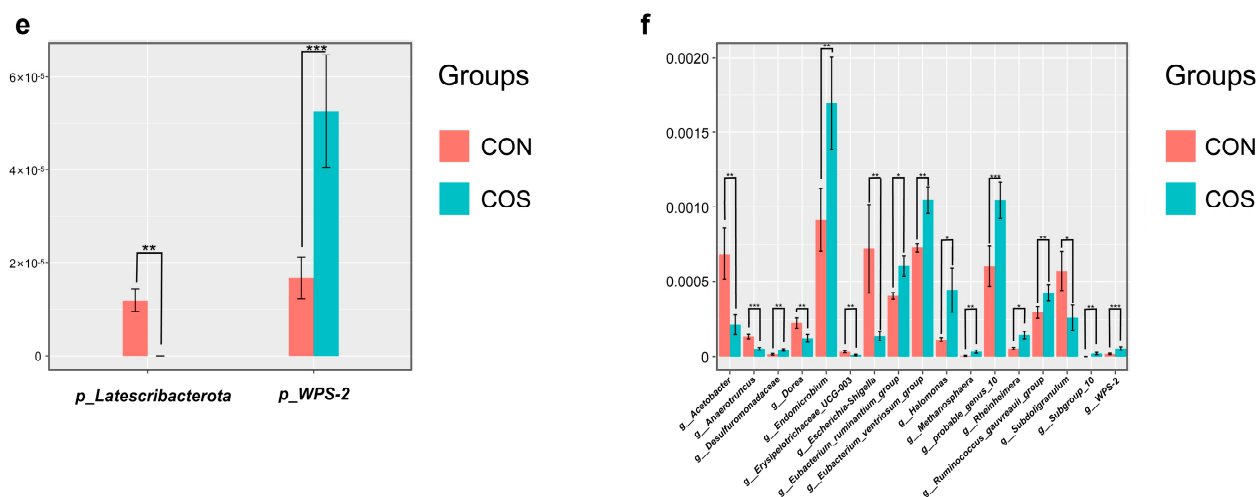 e
***
6×10⁻⁵
4×10⁻⁵
2×10⁻⁵
0
**
p_Latescribacterota
p_WPS-2
Groups
CON
COS
f
0.0020
0.0015
0.0010
0.0005
0
**
**
***
**
**
**
**
*
**
*
**
***
*
**
*
**
***
g__Acetobacter
g__Anaerotruncus
g__Desulfuromonadaceae
g__Dorea
g__Endomicrobium
g__Erysipelotrichaceae_UCG-003
g__Escherichia-Shigella
g__Eubacterium_ruminantium_group
g__Eubacterium_ventriosum_group
g__Halomonas
g__Methanosphaera
g__probable_genus_10
g__Rheinheimera
g__Ruminococcus_gauvreauii_group
g__Subdoligranulum
g__Subgroup_10
g__WPS-2
Groups
CON
COS